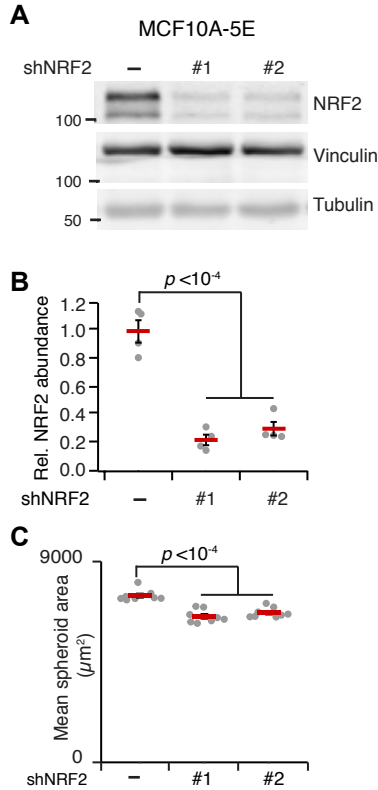 A
MCF10A-5E
shNRF2 – #1 #2
NRF2
100
Vinculin
100
Tubulin
50
B
p <10-4
Rel. NRF2 abundance
1.2
1.0
0.8
0.6
0.4
0.2
0.0
shNRF2 – #1 #2
C
p <10-4
Mean spheroid area
(µm²)
9000
0
shNRF2 – #1 #2